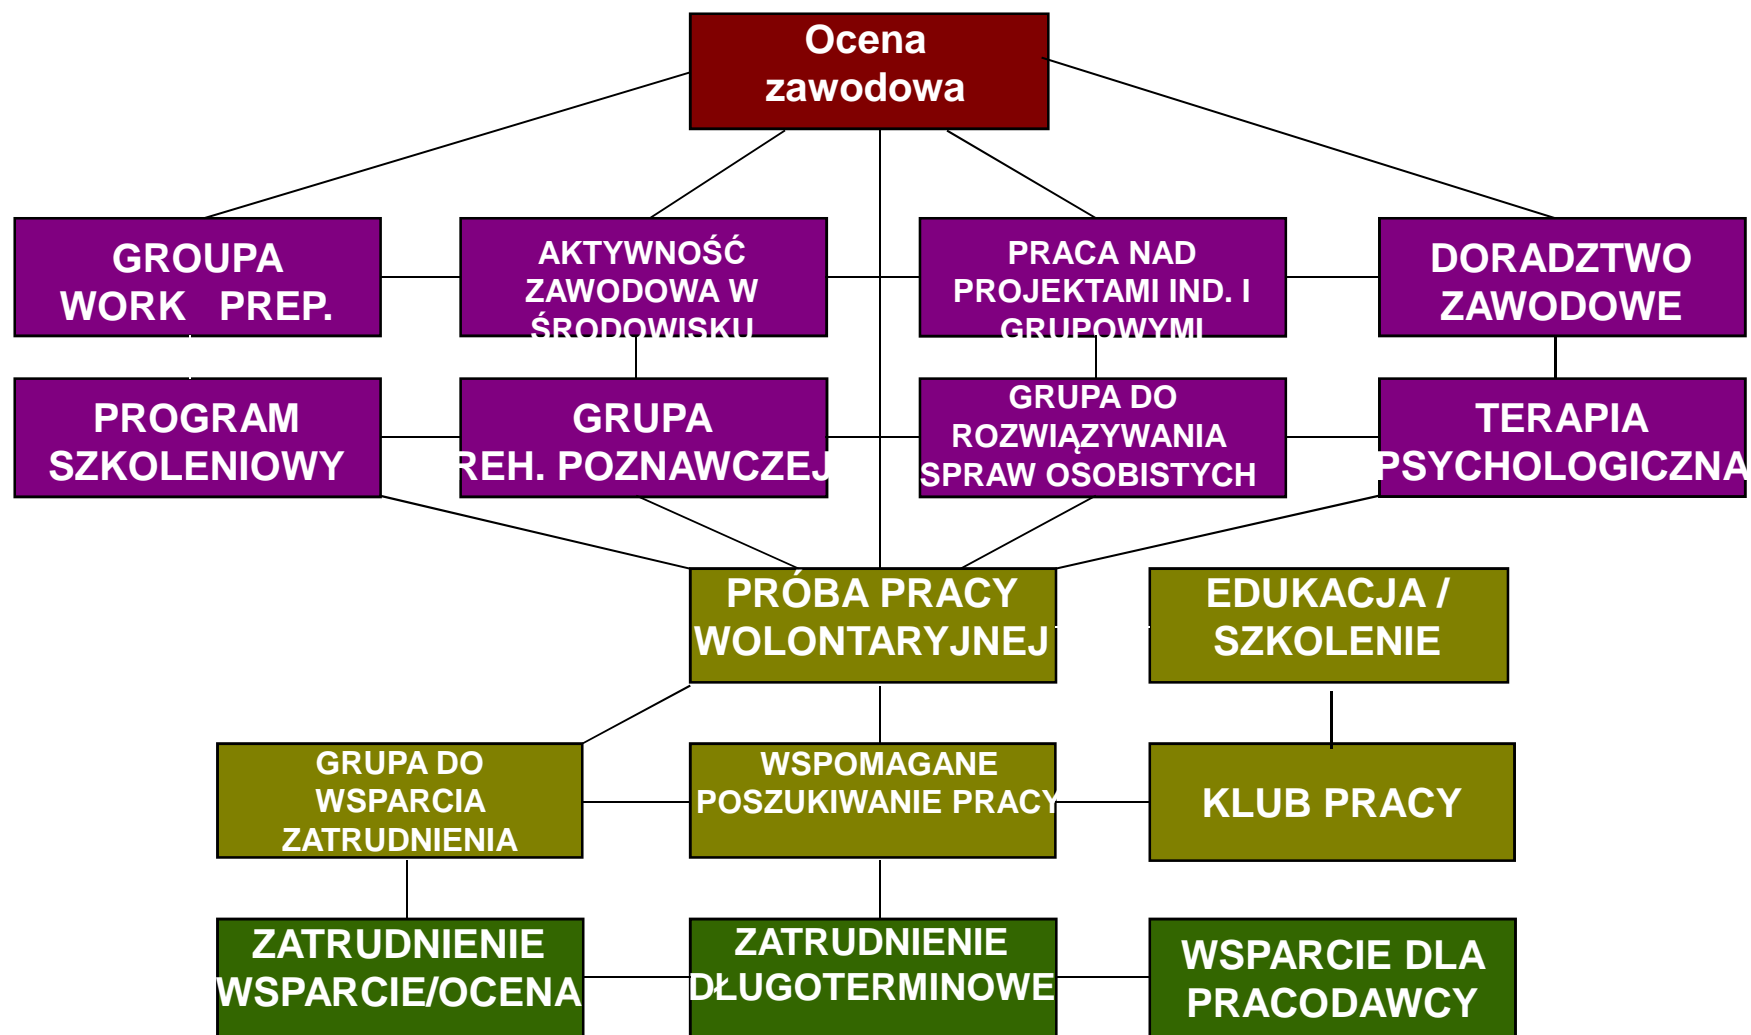 Ocena
zawodowa
GROUPA
WORK PREP.
AKTYWNOŚĆ
ZAWODOWA W
ŚRODOWISKU
PRACA NAD
PROJEKTAMI IND. I
GRUPOWYMI
DORADZTWO
ZAWODOWE
PROGRAM
SZKOLENIOWY
GRUPA
REH. POZNAWCZEJ
GRUPA DO
ROZWIĄZYWANIA
SPRAW OSOBISTYCH
TERAPIA
PSYCHOLOGICZNA
PRÓBA PRACY
WOLONTARYJNEJ
EDUKACJA /
SZKOLENIE
GRUPA DO
WSPARCIA
ZATRUDNIENIA
WSPOMAGANE
POSZUKIWANIE PRACY
KLUB PRACY
ZATRUDNIENIE
WSPARCIE/OCENA
ZATRUDNIENIE
DŁUGOTERMINOWE
WSPARCIE DLA
PRACODAWCY